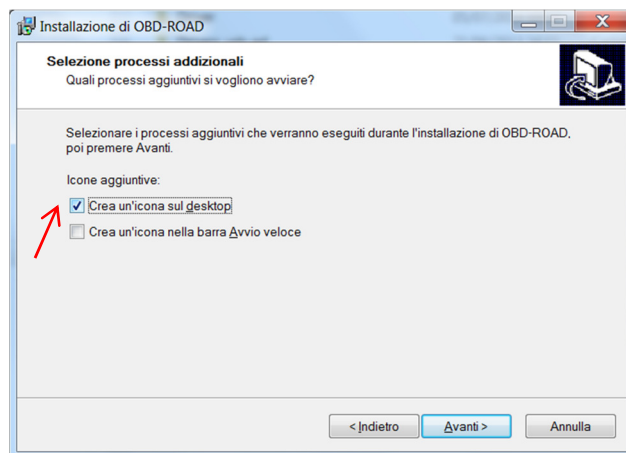 Installazione di OBD-ROAD
Selezione processi addizionali
Quali processi aggiuntivi si vogliono avviare?
Selezionare i processi aggiuntivi che verranno eseguiti durante l'installazione di OBD-ROAD,
poi premere Avanti.
Icone aggiuntive:
Crea un'icona sul desktop
Crea un'icona nella barra Avvio veloce
< Indietro Avanti > Annulla